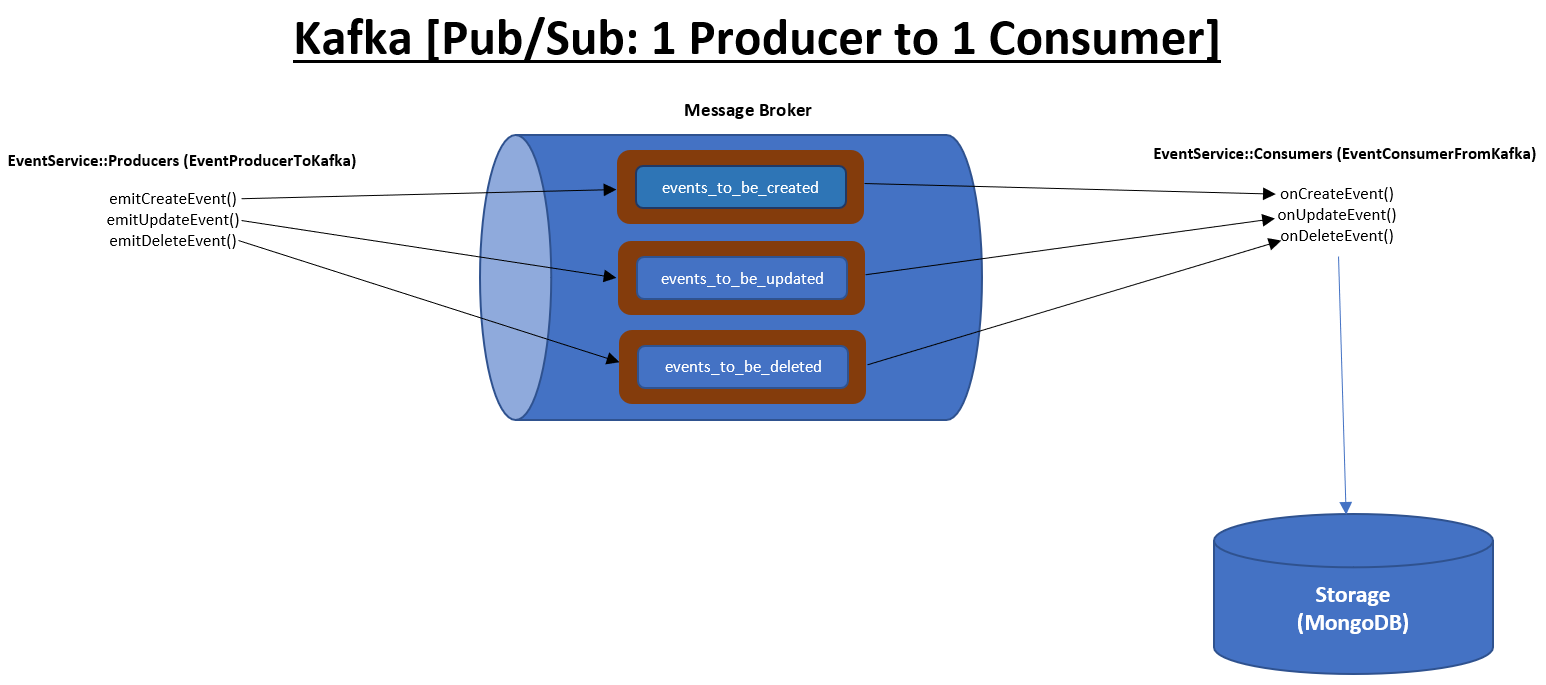 Kafka [Pub/Sub: 1 Producer to 1 Consumer]
Message Broker
EventService::Producers (EventProducerToKafka)
emitCreateEvent()
emitUpdateEvent()
emitDeleteEvent()
events_to_be_created
events_to_be_updated
events_to_be_deleted
EventService::Consumers (EventConsumerFromKafka)
onCreateEvent()
onUpdateEvent()
onDeleteEvent()
Storage
(MongoDB)